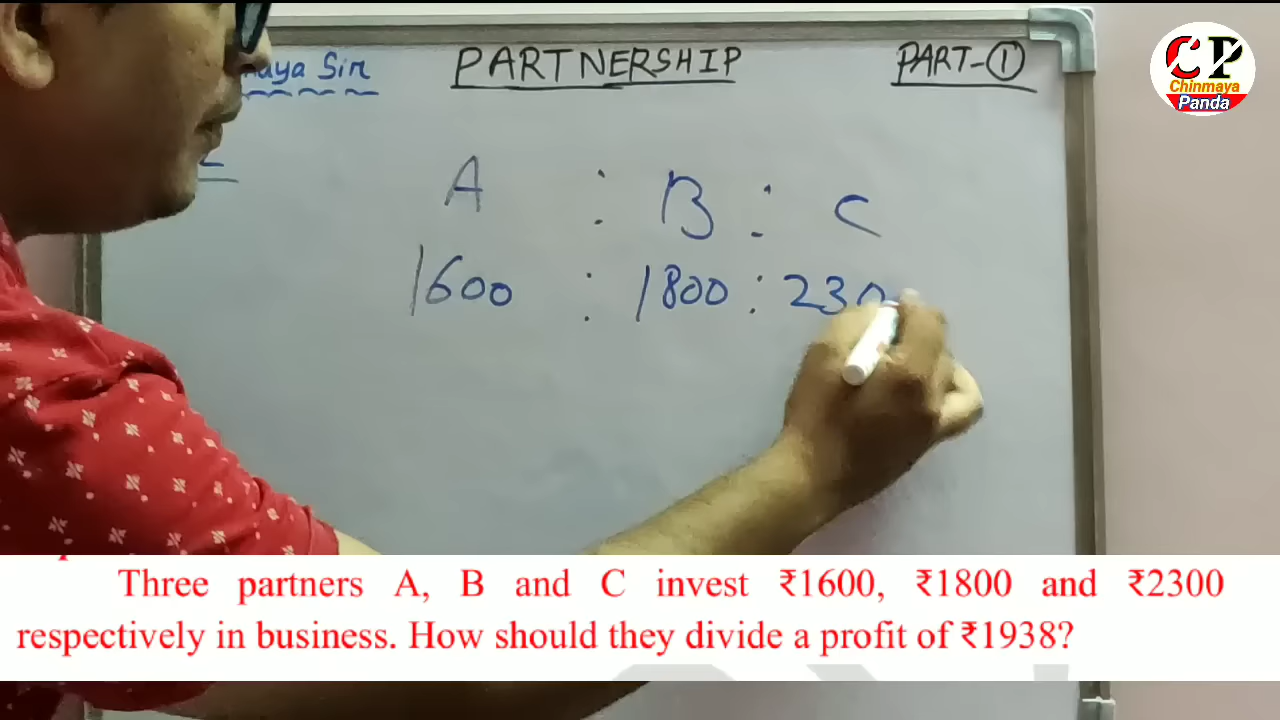 Sir PARTNERSHIP PART-①
CP
Chinmaya
Panda
A : B : C
1600 : 1800 : 230
Three partners A, B and C invest ₹1600, ₹1800 and ₹2300
respectively in business. How should they divide a profit of ₹1938?